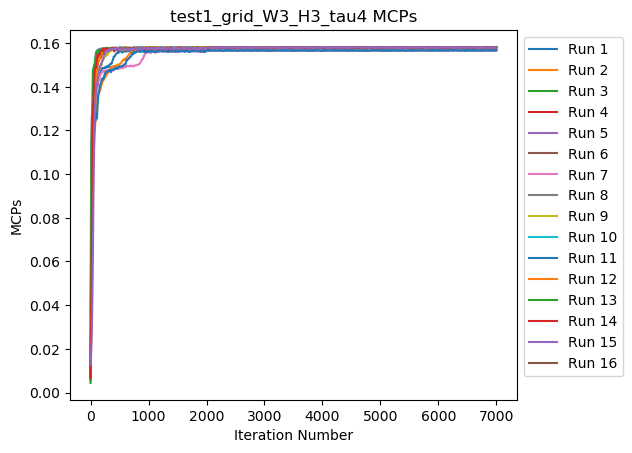 test1_grid_W3_H3_tau4 MCPs
0.16
0.14
0.12
0.10
0.08
0.06
0.04
0.02
0.00
MCPs
0 1000 2000 3000 4000 5000 6000 7000
Iteration Number
Run 1
Run 2
Run 3
Run 4
Run 5
Run 6
Run 7
Run 8
Run 9
Run 10
Run 11
Run 12
Run 13
Run 14
Run 15
Run 16